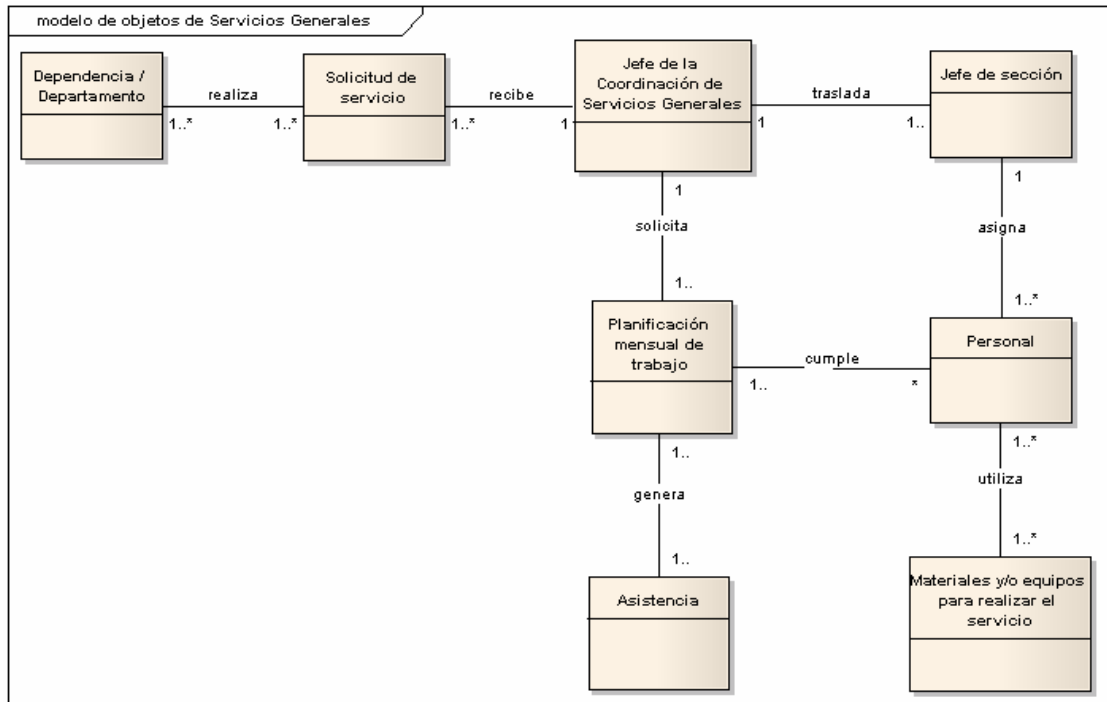 modelo de objetos de Servicios Generales
Dependencia /
Departamento
realiza
1..*
1..*
Solicitud de
servicio
recibe
1..*
1
Jefe de la
Coordinación de
Servicios Generales
traslada
1
1..
Jefe de sección
1
solicita
1..
1
asigna
1..*
Planificación
mensual de
trabajo
cumple
1..
*
Personal
1..
genera
1..
1..*
utiliza
1..*
Asistencia
Materiales y/o equipos
para realizar el
servicio